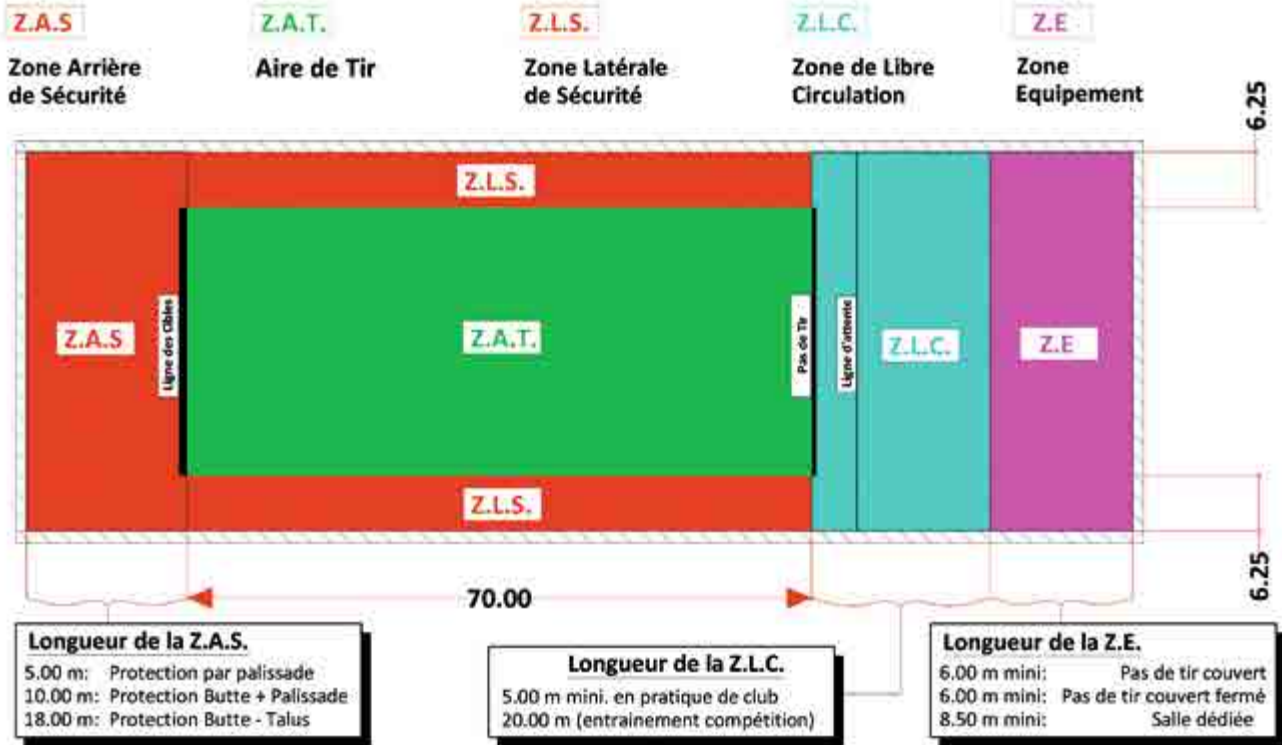 Z.A.S
Zone Arrière
de Sécurité
Z.A.T.
Aire de Tir
Z.L.S.
Zone Latérale
de Sécurité
Z.L.C.
Zone de Libre
Circulation
Z.E
Zone
Equipement
6.25
Z.L.S.
Z.A.S
Ligne des Cibles
Z.A.T.
Pas de Tir
Ligne d'attente
Z.L.C.
Z.E
Z.L.S.
6.25
70.00
Longueur de la Z.A.S.
5.00 m: Protection par palissade
10.00 m: Protection Butte + Palissade
18.00 m: Protection Butte - Talus
Longueur de la Z.L.C.
5.00 m mini. en pratique de club
20.00 m (entrainement compétition)
Longueur de la Z.E.
6.00 m mini: Pas de tir couvert
6.00 m mini: Pas de tir couvert fermé
8.50 m mini: Salle dédiée